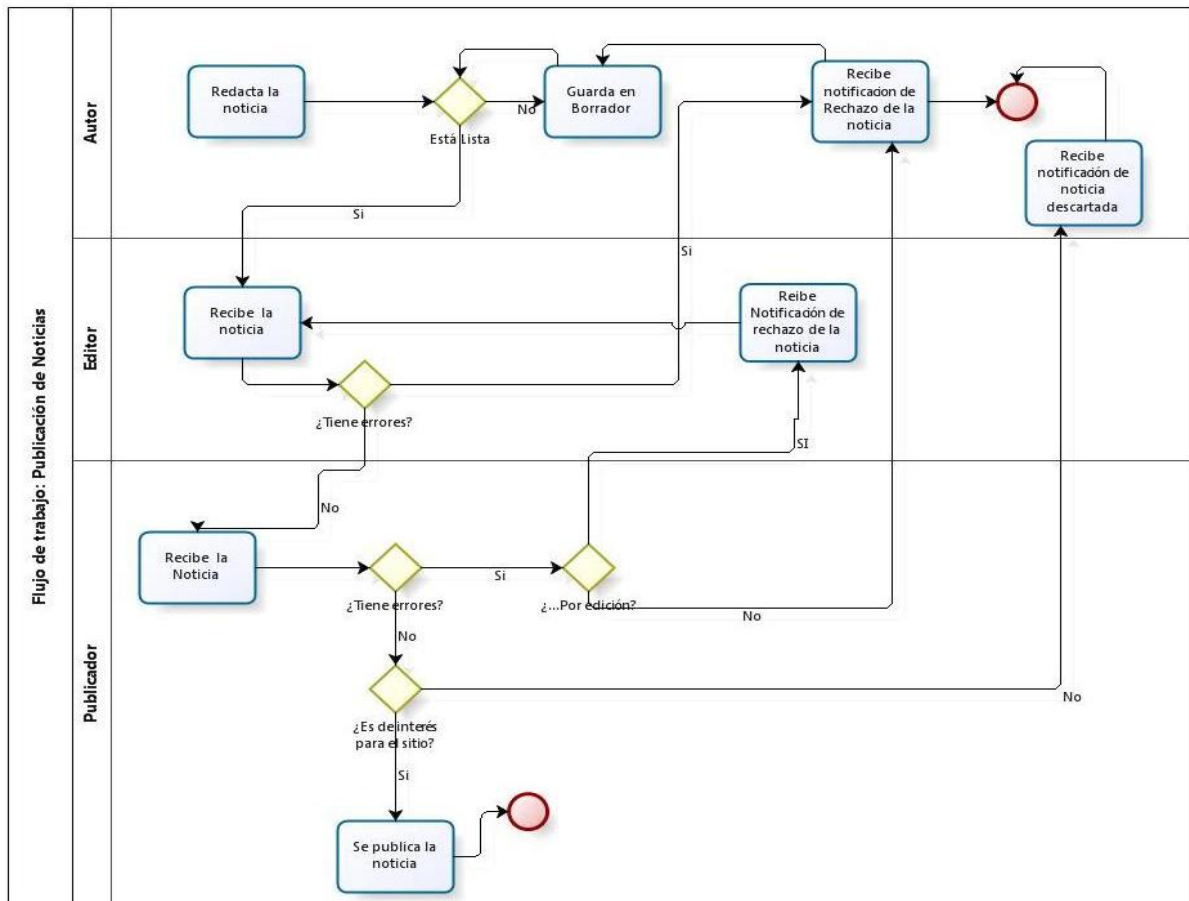 Flujo de trabajo: Publicación de Noticias
Autor
Redacta la
noticia
Está Lista
No
Guarda en
Borrador
Recibe
notificacion de
Rechazo de la
noticia
Recibe
notificación de
noticia
descartada
Si
Editor
Recibe la
noticia
Si
Reibe
Notificación de
rechazo de la
noticia
¿Tiene errores?
SI
Publicador
No
Recibe la
Noticia
Si
¿Tiene errores?
¿...Por edición?
No
No
No
¿Es de interés
para el sitio?
Si
Se publica la
noticia